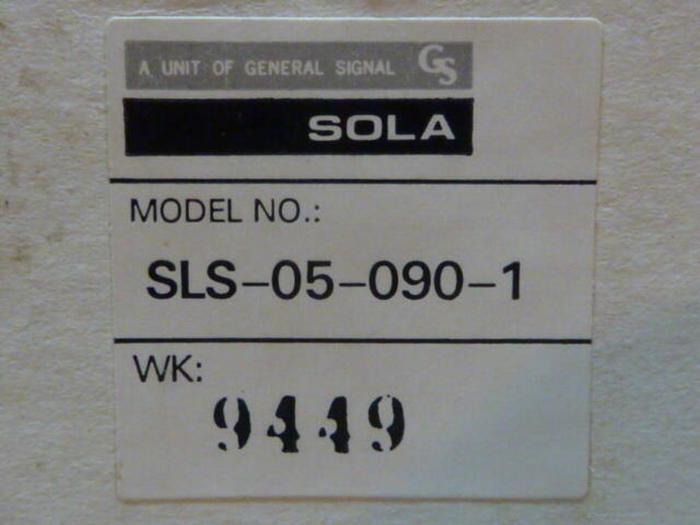 A UNIT OF GENERAL SIGNAL GS
SOLA
MODEL NO.:
SLS-05-090-1
WK:
9449